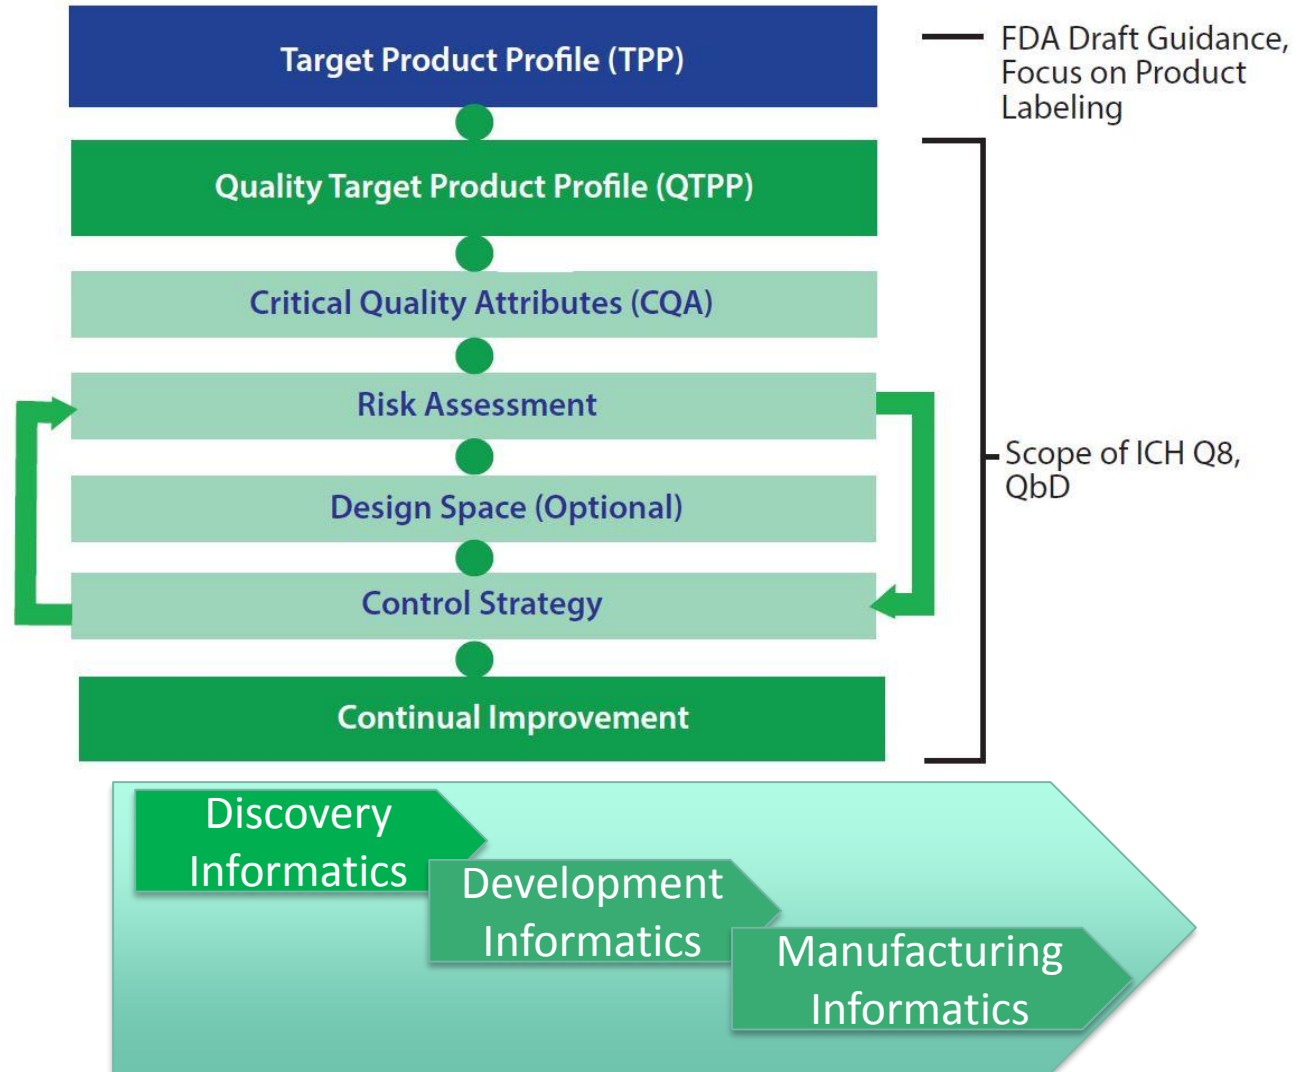 Target Product Profile (TPP)
FDA Draft Guidance,
Focus on Product
Labeling
Quality Target Product Profile (QTPP)
Critical Quality Attributes (CQA)
Risk Assessment
Scope of ICH Q8,
QbD
Design Space (Optional)
Control Strategy
Continual Improvement
Discovery
Informatics
Development
Informatics
Manufacturing
Informatics